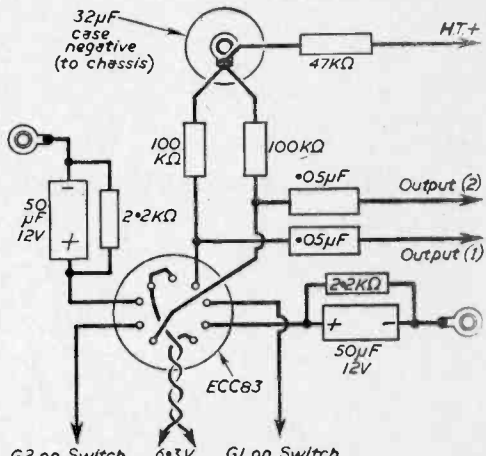 32µF
case
negative
(to chassis)
H.T.+
47KΩ
100
KΩ
100KΩ
•05µF
Output (2)
50
µF
12V
2•2KΩ
•05µF
Output (1)
2•2KΩ
50µF
12V
ECC83
G2 on Switch
6•3V
G1 on Switch